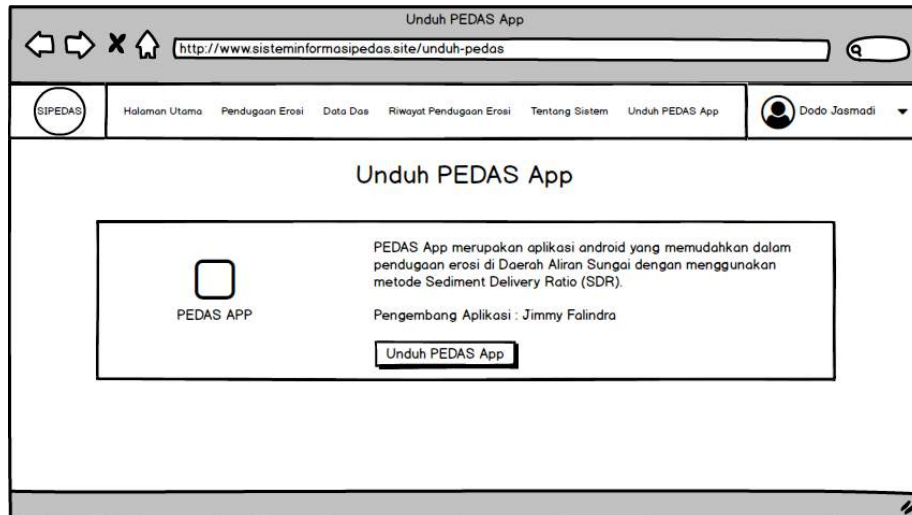 Unduh PEDAS App
http://www.sisteminformasipedas.site/unduh-pedas
SIPEDAS
Halaman Utama Pendugaan Erosi Data Das Riwayat Pendugaan Erosi Tentang Sistem Unduh PEDAS App
Dodo Jasmadi
Unduh PEDAS App
PEDAS APP
PEDAS App merupakan aplikasi android yang memudahkan dalam
pendugaan erosi di Daerah Aliran Sungai dengan menggunakan
metode Sediment Delivery Ratio (SDR).
Pengembang Aplikasi : Jimmy Falindra
Unduh PEDAS App